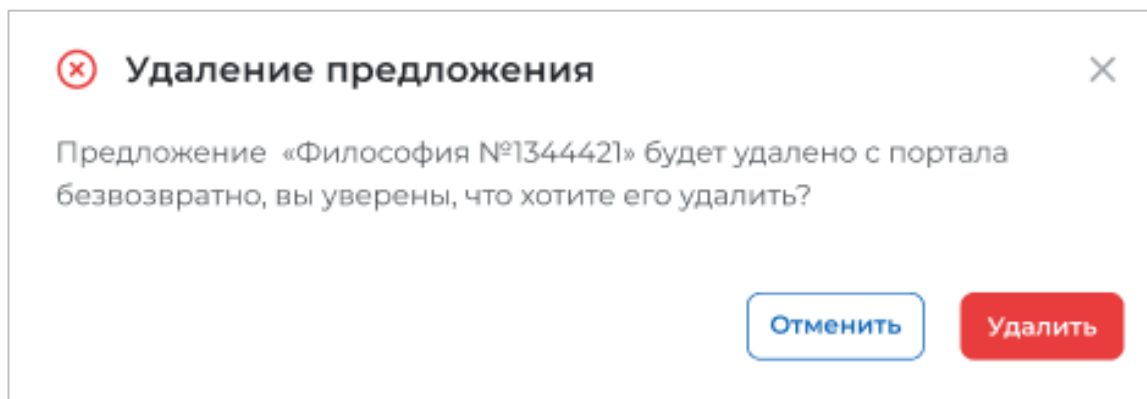 Удаление предложения
Предложение «Философия №1344421» будет удалено с портала
безвозвратно, вы уверены, что хотите его удалить?
Отменить Удалить